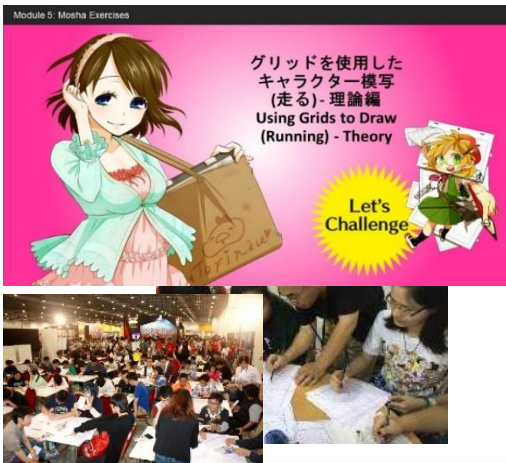 Module 5: Mosha Exercises
グリッドを使用した
キャラクター模写
(走る) - 理論編
Using Grids to Draw
(Running) - Theory
Let's
Challenge
Torindu